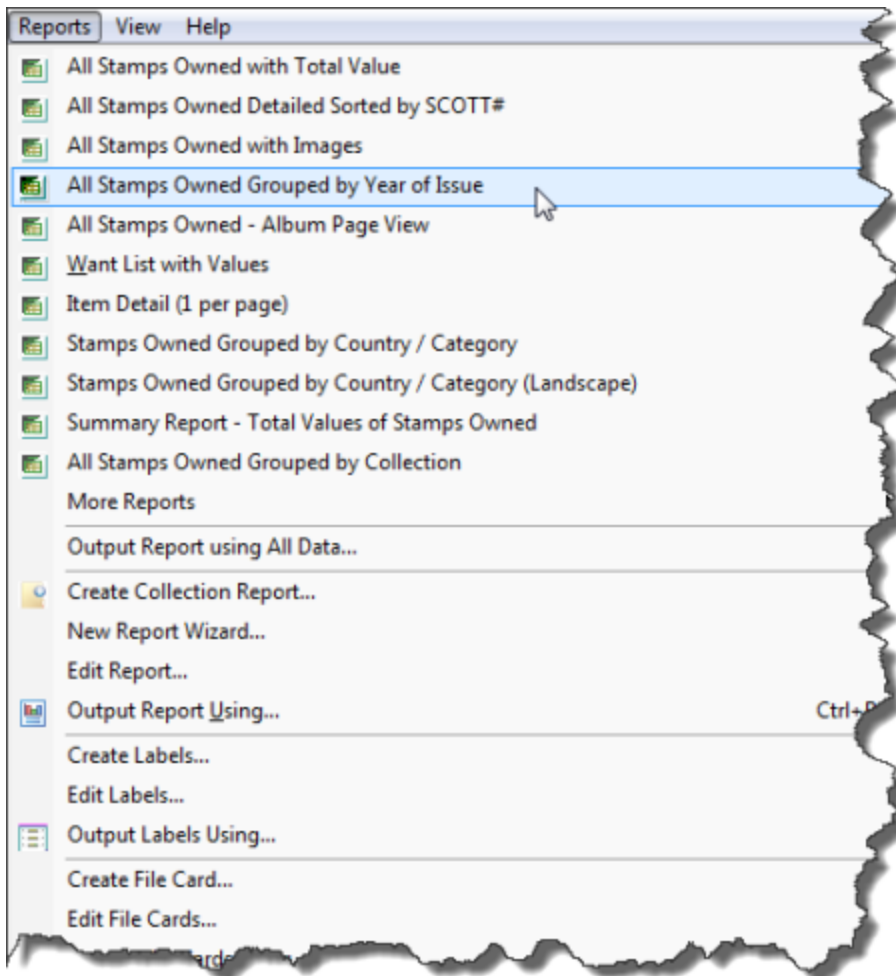 Reports View Help
All Stamps Owned with Total Value
All Stamps Owned Detailed Sorted by SCOTT#
All Stamps Owned with Images
All Stamps Owned Grouped by Year of Issue
All Stamps Owned - Album Page View
Want List with Values
Item Detail (1 per page)
Stamps Owned Grouped by Country / Category
Stamps Owned Grouped by Country / Category (Landscape)
Summary Report - Total Values of Stamps Owned
All Stamps Owned Grouped by Collection
More Reports
Output Report using All Data...
Create Collection Report...
New Report Wizard...
Edit Report...
Output Report Using... Ctrl+
Create Labels...
Edit Labels...
Output Labels Using...
Create File Card...
Edit File Cards...